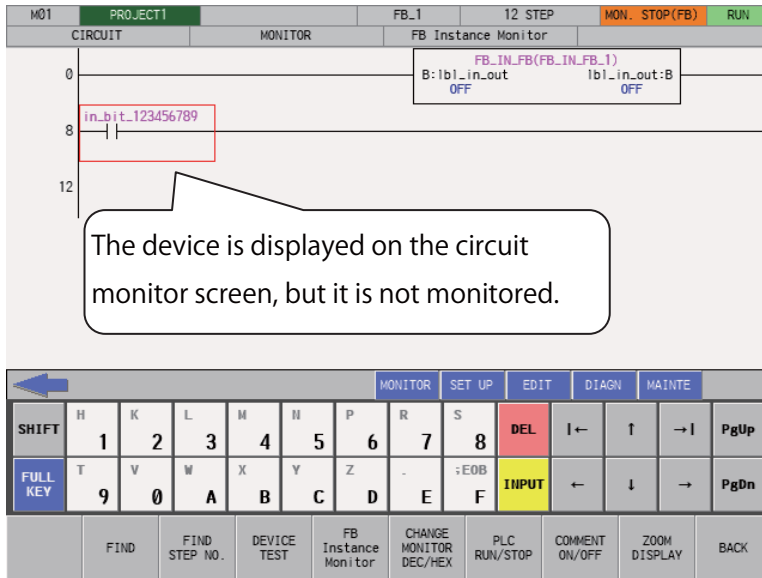 M01 PROJECT1 FB_1 12 STEP MON. STOP(FB) RUN
CIRCUIT MONITOR FB Instance Monitor
FB_IN_FB(FB_IN_FB_1)
0 B:lbl_in_out lbl_in_out:B
OFF OFF
in_bit_123456789
8
12
The device is displayed on the circuit
monitor screen, but it is not monitored.
MONITOR SET UP EDIT DIAGN MAINTE
SHIFT H 1 K 2 L 3 M 4 N 5 P 6 R 7 S 8 DEL |← ↑ →| PgUp
FULL KEY T 9 V 0 W A X B Y C Z D . E ;EOB F INPUT ← ↓ → PgDn
FIND FIND STEP NO. DEVICE TEST FB Instance Monitor CHANGE MONITOR DEC/HEX PLC RUN/STOP COMMENT ON/OFF ZOOM DISPLAY BACK